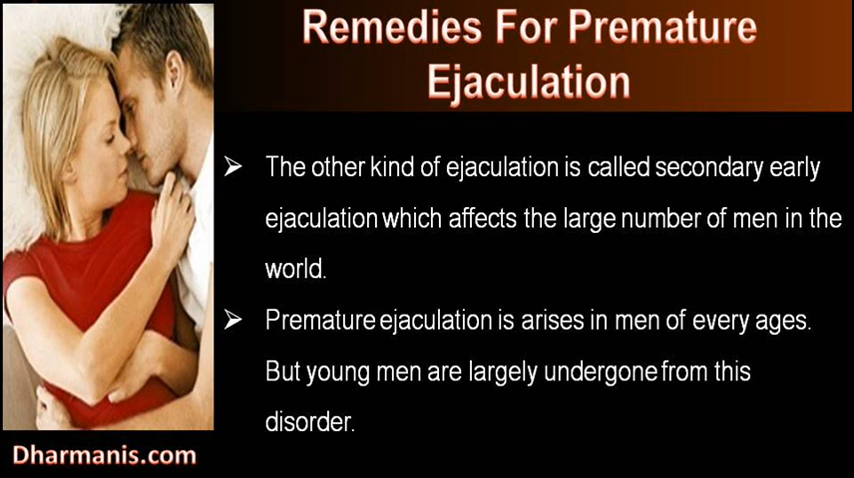 Remedies For Premature
Ejaculation
➢ The other kind of ejaculation is called secondary early
ejaculation which affects the large number of men in the
world.
➢ Premature ejaculation is arises in men of every ages.
But young men are largely undergone from this
disorder.
Dharmanis.com